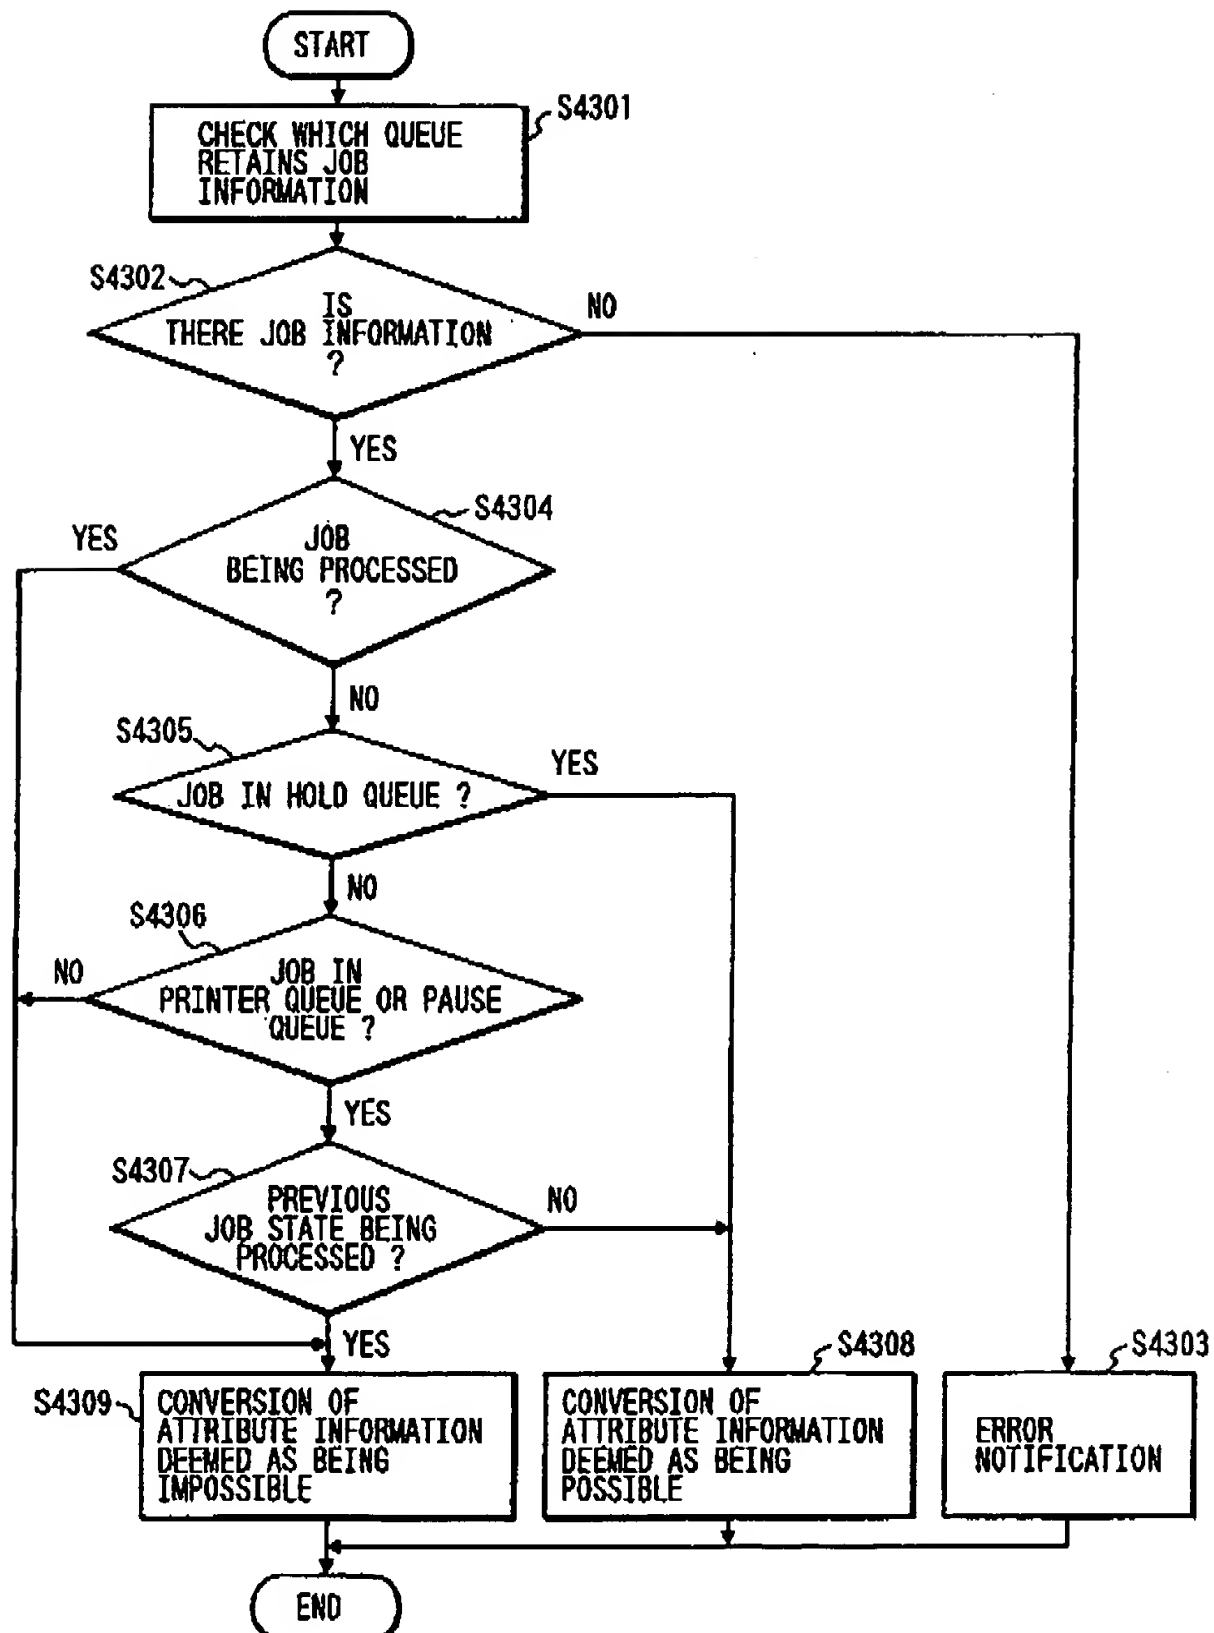 START
S4301
CHECK WHICH QUEUE
RETAINS JOB
INFORMATION
S4302
IS
THERE JOB INFORMATION
?
NO
YES
S4304
YES
JOB
BEING PROCESSED
?
NO
S4305
YES
JOB IN HOLD QUEUE ?
NO
S4306
NO
JOB IN
PRINTER QUEUE OR PAUSE
QUEUE ?
YES
S4307
NO
PREVIOUS
JOB STATE BEING
PROCESSED ?
YES
S4309
CONVERSION OF
ATTRIBUTE INFORMATION
DEEMED AS BEING
IMPOSSIBLE
S4308
CONVERSION OF
ATTRIBUTE INFORMATION
DEEMED AS BEING
POSSIBLE
S4303
ERROR
NOTIFICATION
END